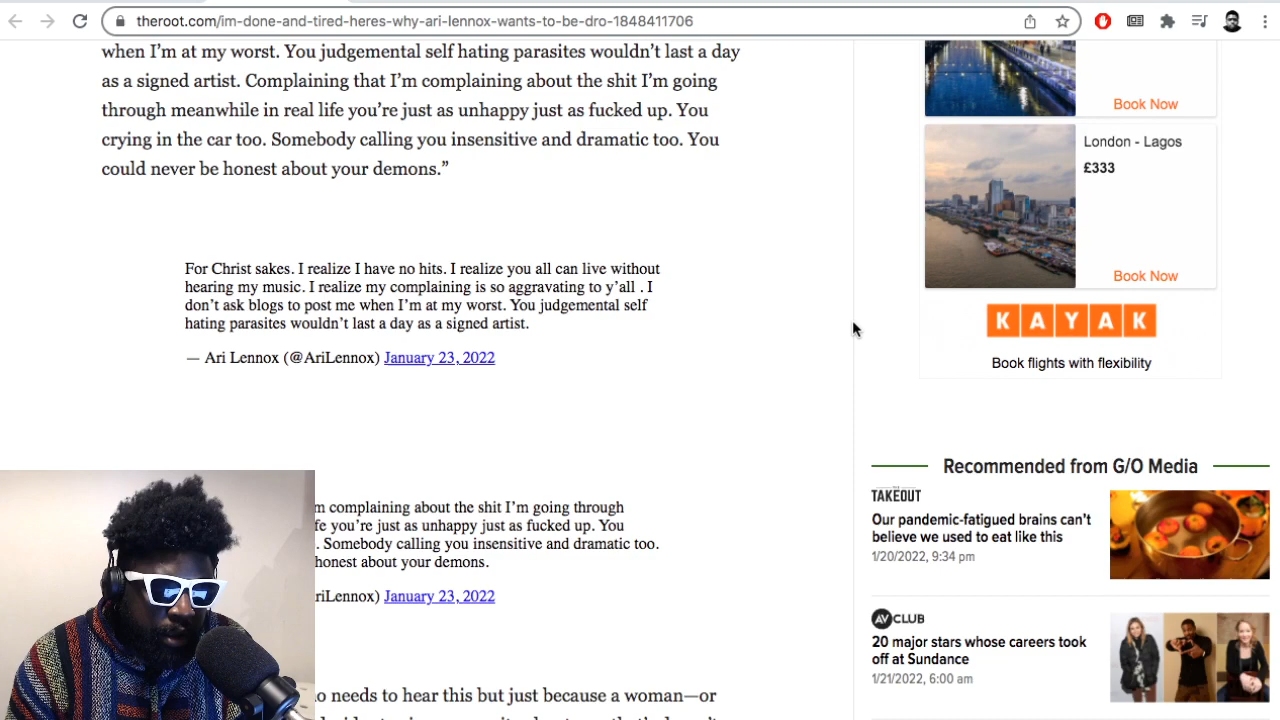 theroot.com/im-done-and-tired-heres-why-ari-lennox-wants-to-be-dro-1848411706
when I’m at my worst. You judgemental self hating parasites wouldn’t last a day
as a signed artist. Complaining that I’m complaining about the shit I’m going
through meanwhile in real life you’re just as unhappy just as fucked up. You
crying in the car too. Somebody calling you insensitive and dramatic too. You
could never be honest about your demons.”
For Christ sakes. I realize I have no hits. I realize you all can live without
hearing my music. I realize my complaining is so aggravating to y’all . I
don’t ask blogs to post me when I’m at my worst. You judgemental self
hating parasites wouldn’t last a day as a signed artist.
— Ari Lennox (@AriLennox) January 23, 2022
m complaining about the shit I’m going through
fe you’re just as unhappy just as fucked up. You
. Somebody calling you insensitive and dramatic too.
honest about your demons.
riLennox) January 23, 2022
o needs to hear this but just because a woman—or
Book Now
London - Lagos
£333
Book Now
KAYAK
Book flights with flexibility
Recommended from G/O Media
THE
TAKEOUT
Our pandemic-fatigued brains can’t
believe we used to eat like this
1/20/2022, 9:34 pm
AV CLUB
20 major stars whose careers took
off at Sundance
1/21/2022, 6:00 am